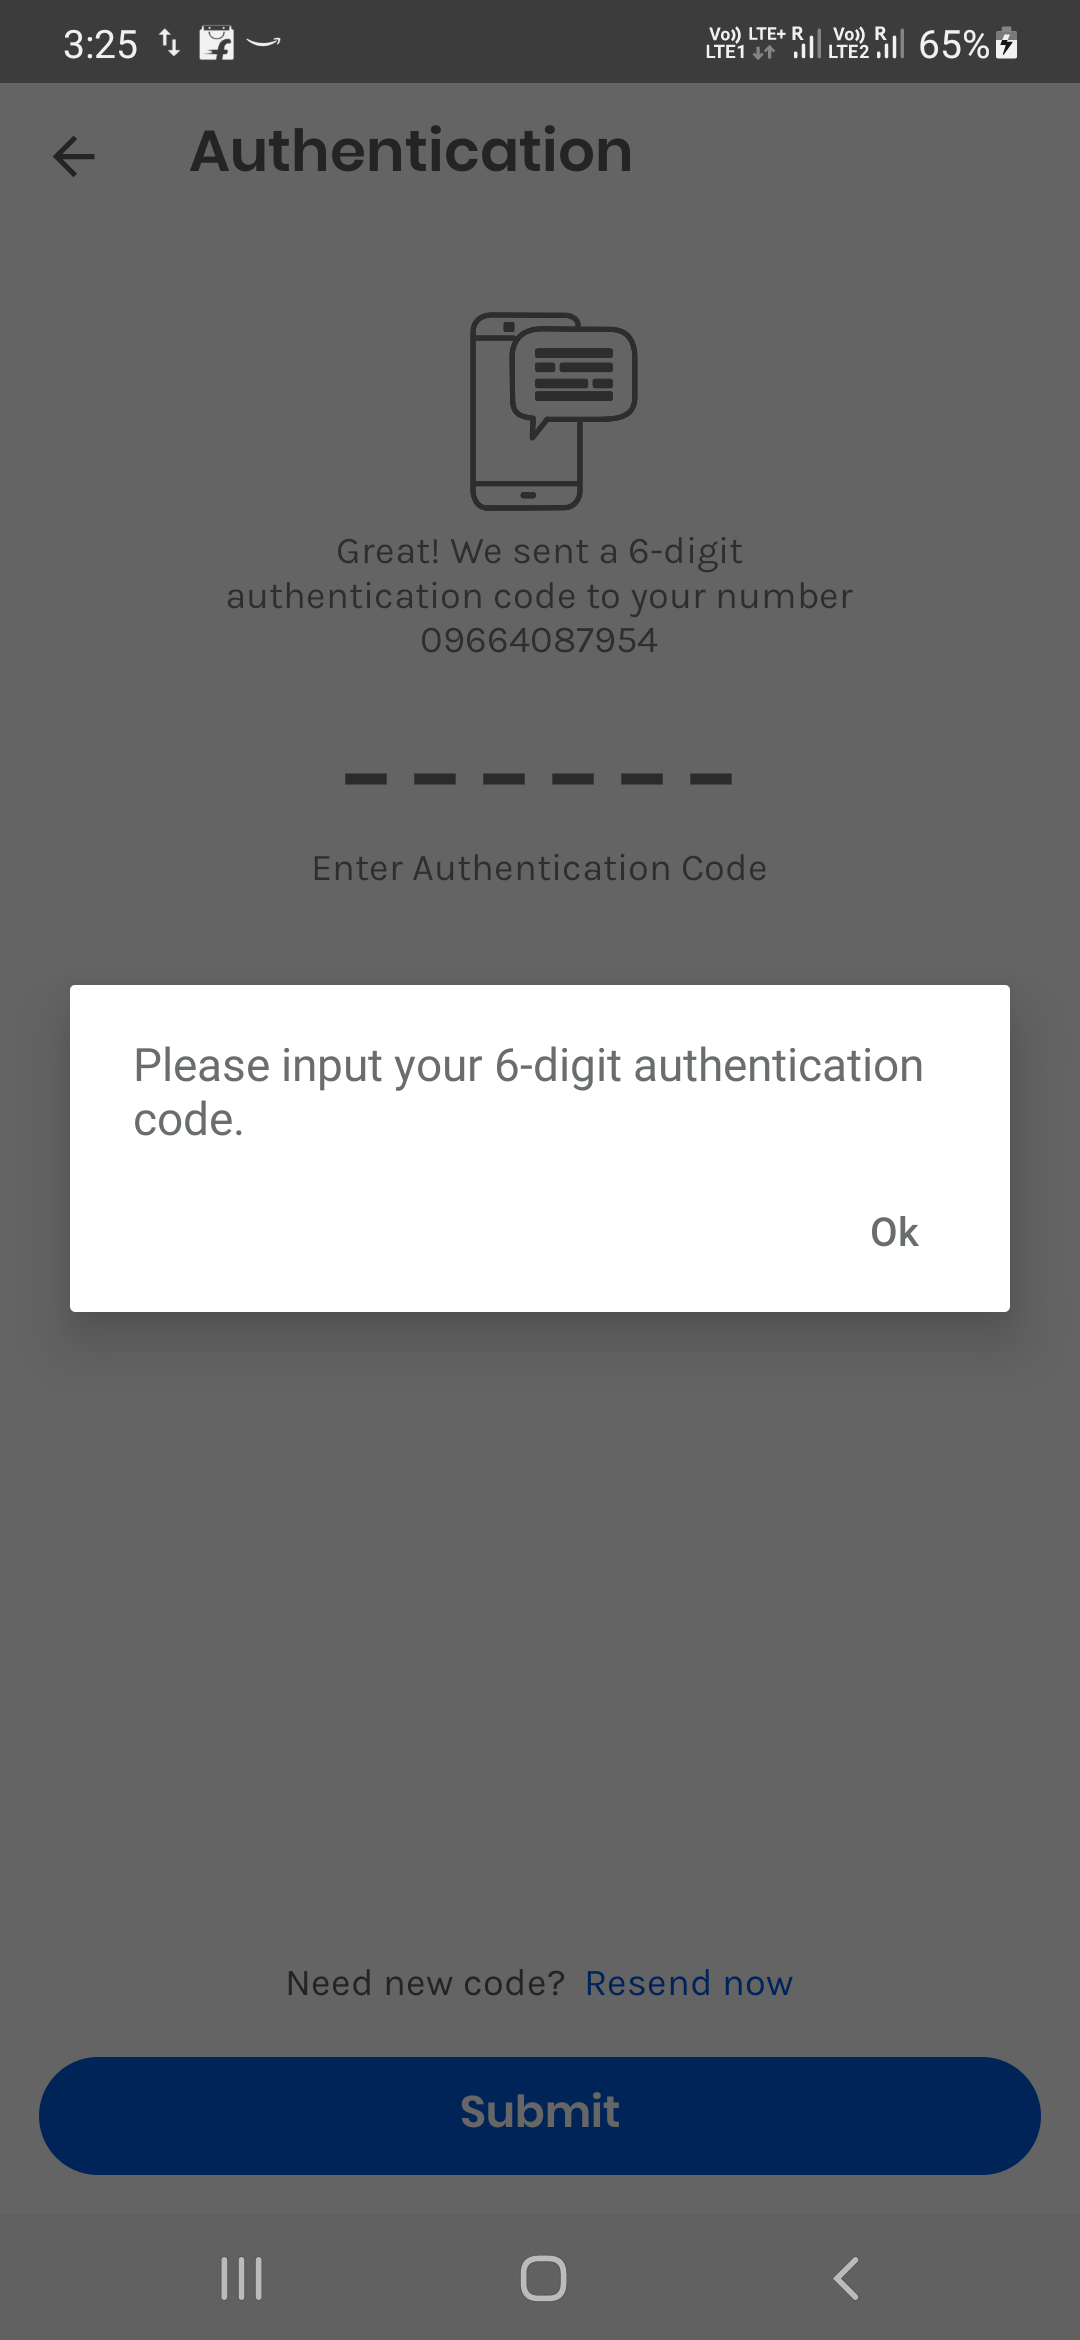 3:25
Vo)) LTE+ R Vo)) R 65%
LTE1 LTE2
Authentication
Great! We sent a 6-digit
authentication code to your number
09664087954
Enter Authentication Code
Please input your 6-digit authentication
code.
Ok
Need new code? Resend now
Submit